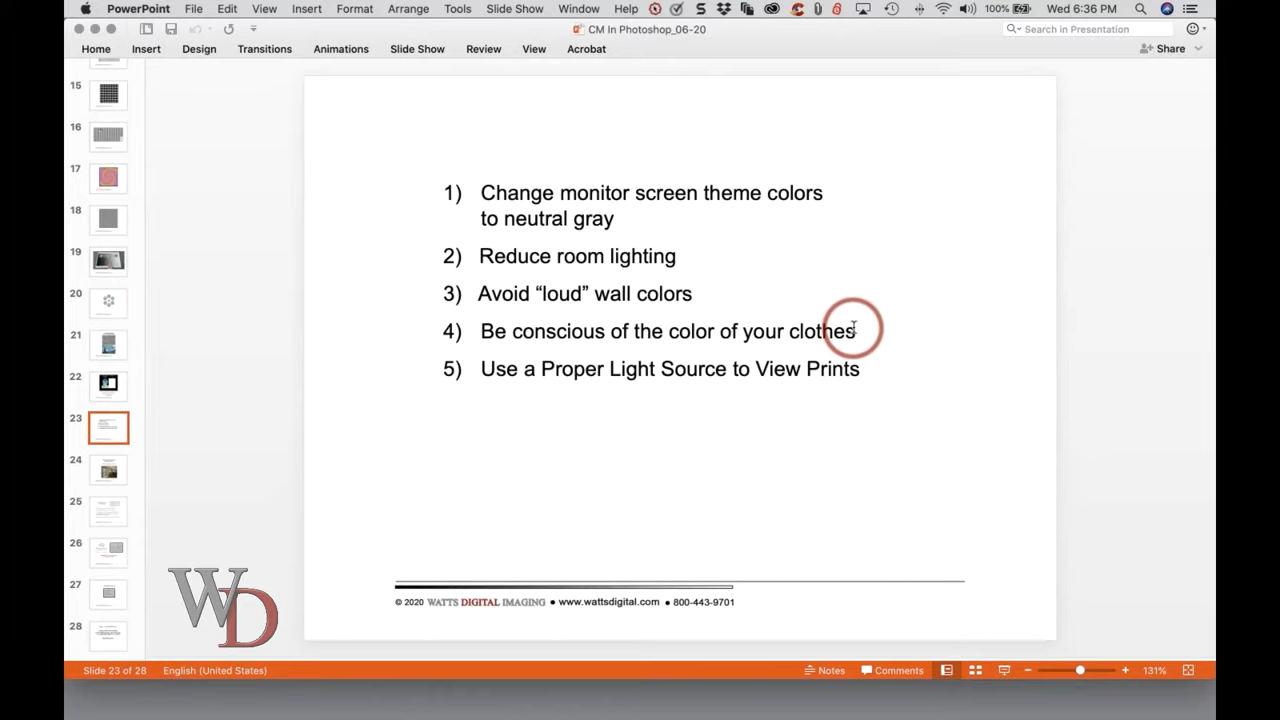 PowerPoint File Edit View Insert Format Arrange Tools Slide Show Window Help 100% Wed 6:36 PM
CM In Photoshop_06-20
Search in Presentation
Home Insert Design Transitions Animations Slide Show Review View Acrobat
Share
15
16
17
18
19
20
21
22
23
24
25
26
27
28
1) Change monitor screen theme colors
to neutral gray
2) Reduce room lighting
3) Avoid “loud” wall colors
4) Be conscious of the color of your clothes
5) Use a Proper Light Source to View Prints
WD
© 2020 WATTS DIGITAL IMAGING ● www.wattsdigital.com ● 800-443-9701
Slide 23 of 28 English (United States) Notes Comments 131%